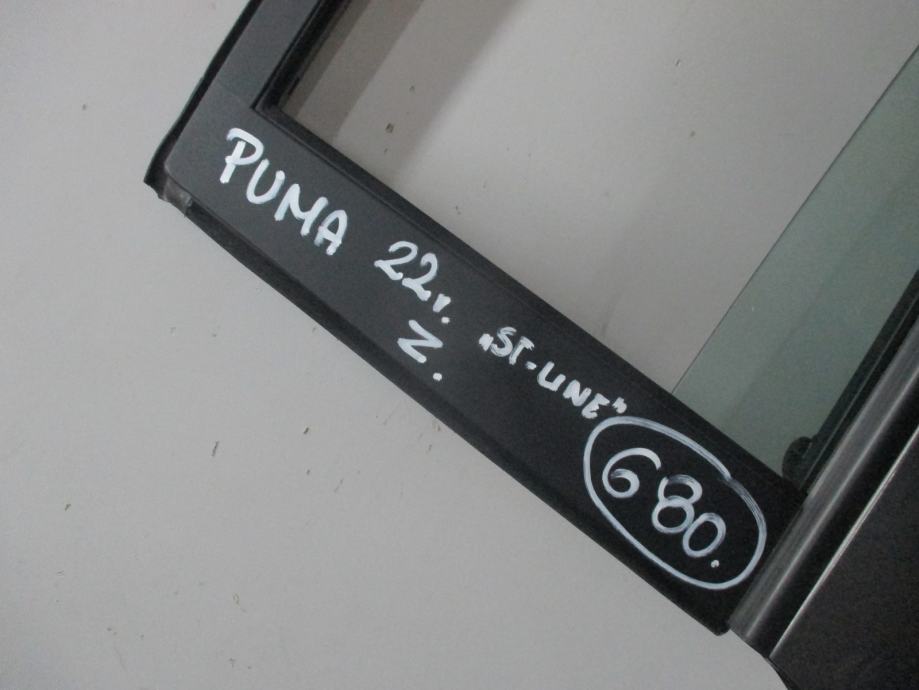 PUMA 22r. „ST-LINE"
Z.
680.